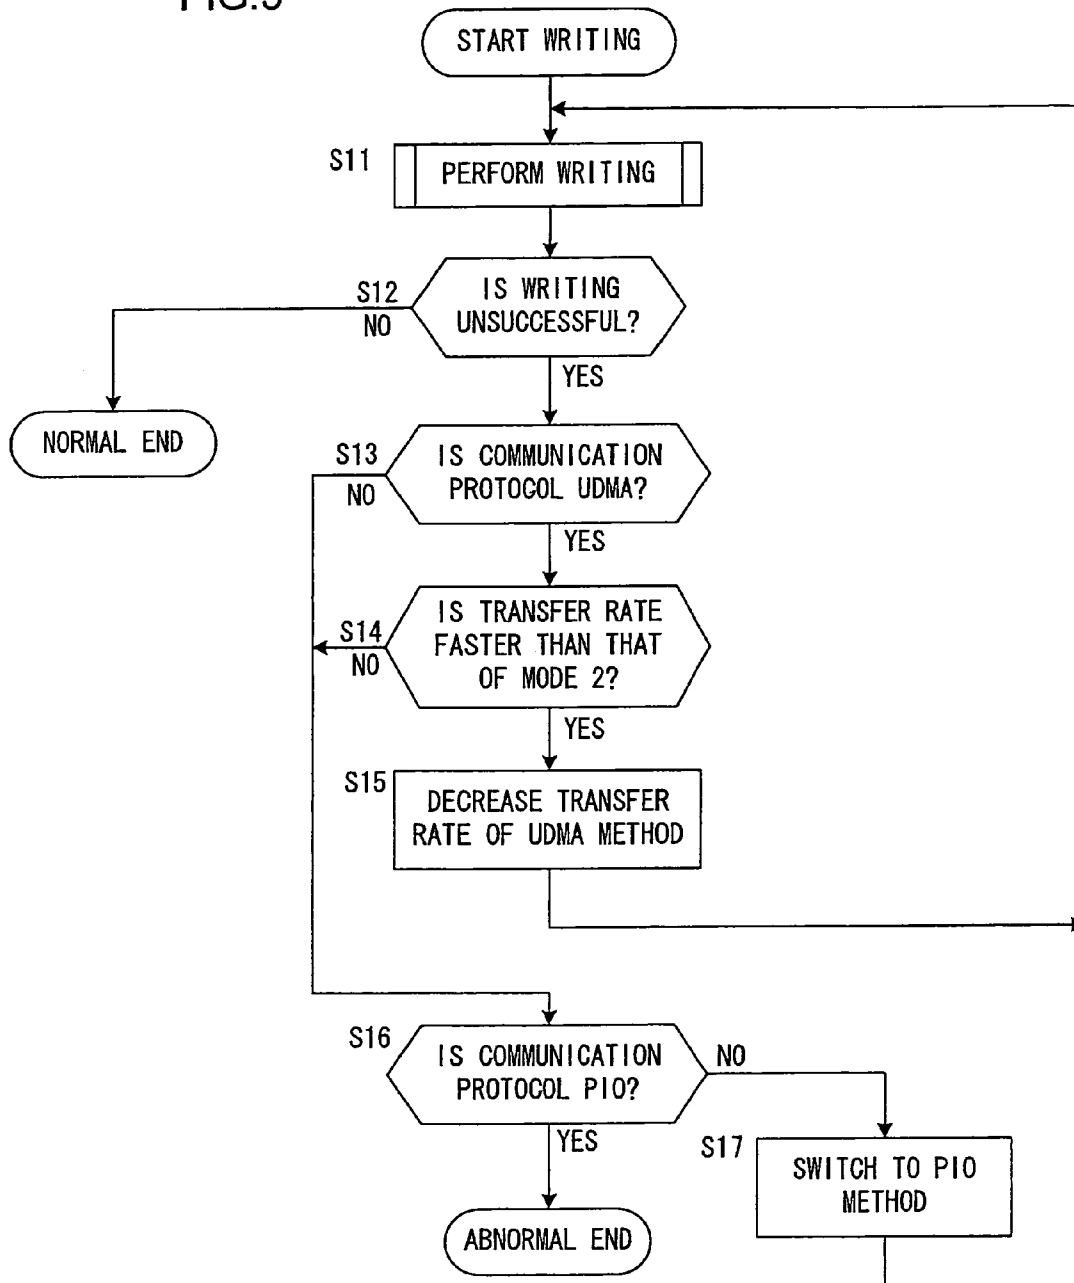 START WRITING
S11
PERFORM WRITING
S12
IS WRITING
UNSUCCESSFUL?
NO
YES
NORMAL END
S13
IS COMMUNICATION
PROTOCOL UDMA?
NO
YES
S14
IS TRANSFER RATE
FASTER THAN THAT
OF MODE 2?
NO
YES
S15
DECREASE TRANSFER
RATE OF UDMA METHOD
S16
IS COMMUNICATION
PROTOCOL PIO?
NO
YES
S17
SWITCH TO PIO
METHOD
ABNORMAL END